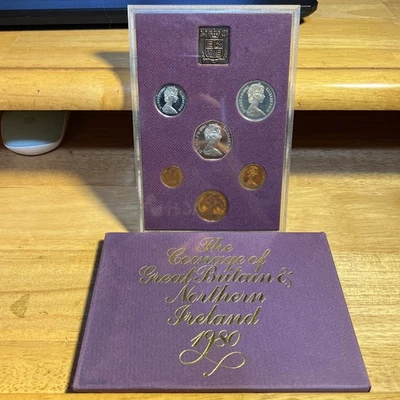 The
Coinage of
Great Britain &
Northern
Ireland
1980